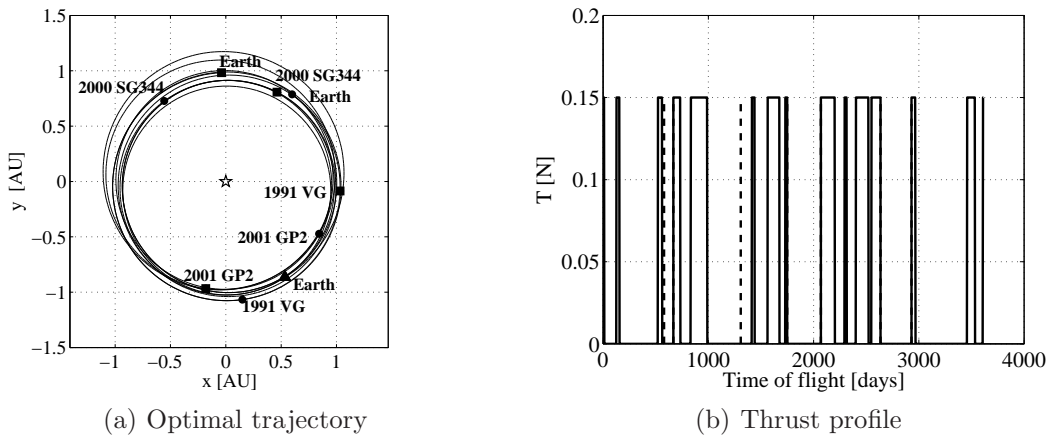 1.5
1
0.5
0
−0.5
−1
−1.5
y [AU]
−1
−0.5
0
0.5
1
x [AU]
Earth
2000 SG344
2000 SG344
Earth
1991 VG
2001 GP2
2001 GP2
Earth
1991 VG
(a) Optimal trajectory
0.2
0.15
0.1
0.05
0
T [N]
0
1000
2000
3000
4000
Time of flight [days]
(b) Thrust profile